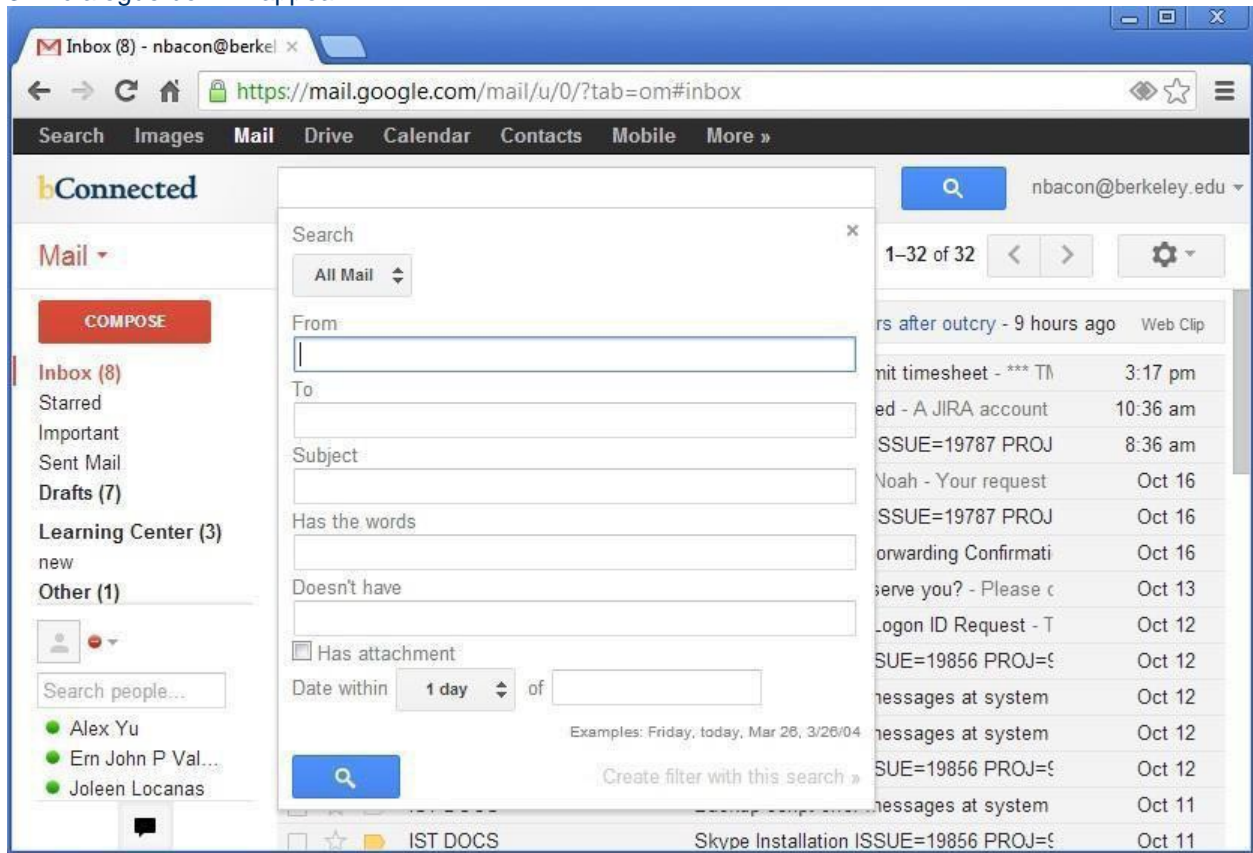 Inbox (8) - nbacon@berkel
https://mail.google.com/mail/u/0/?tab=om#inbox
Search Images Mail Drive Calendar Contacts Mobile More »
bConnected
nbacon@berkeley.edu
Mail
1–32 of 32
Search
All Mail
COMPOSE
From
rs after outcry - 9 hours ago Web Clip
Inbox (8)
mit timesheet - *** TM 3:17 pm
Starred
To
ed - A JIRA account 10:36 am
Important
SSUE=19787 PROJ 8:36 am
Sent Mail
Subject
Noah - Your request Oct 16
Drafts (7)
SSUE=19787 PROJ Oct 16
Learning Center (3)
Has the words
new
orwarding Confirmati Oct 16
Other (1)
Doesn't have
serve you? - Please c Oct 13
Logon ID Request - T Oct 12
Has attachment
SUE=19856 PROJ=9 Oct 12
Search people...
Date within 1 day of
messages at system Oct 12
Alex Yu
Examples: Friday, today, Mar 26, 3/26/04
messages at system Oct 12
Ern John P Val...
SUE=19856 PROJ=9 Oct 12
Joleen Locanas
Create filter with this search »
messages at system Oct 11
IST DOCS Skype Installation ISSUE=19856 PROJ=9 Oct 11